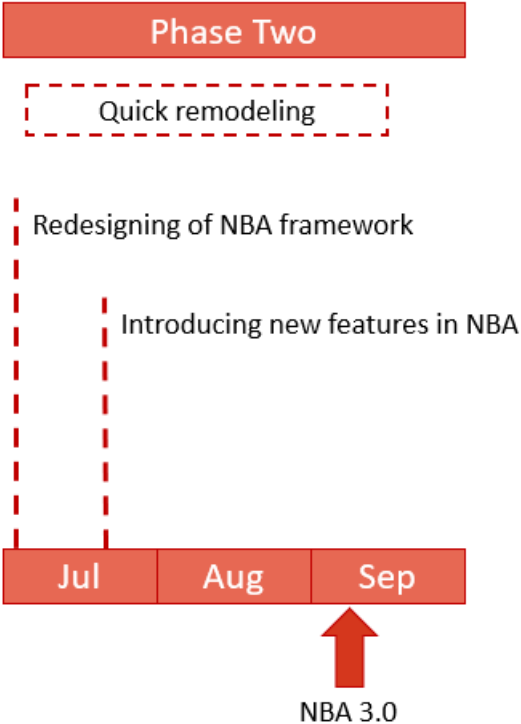 Phase Two
Quick remodeling
Redesigning of NBA framework
Introducing new features in NBA
Jul Aug Sep
NBA 3.0